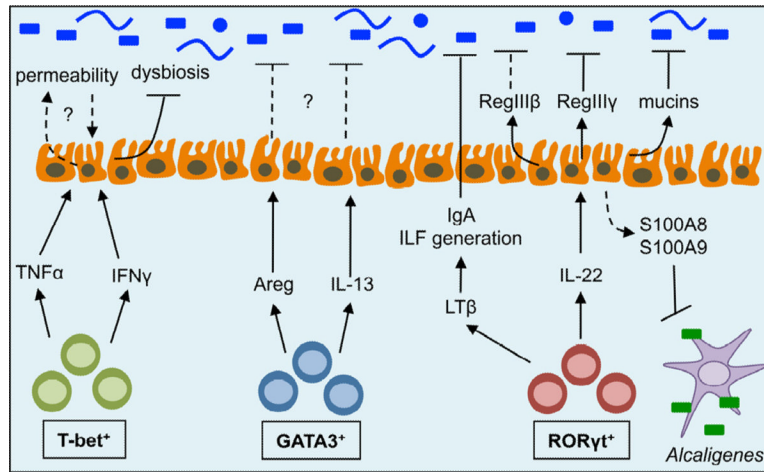 permeability
dysbiosis
?
?
RegIIIβ
RegIIIγ
mucins
IgA
ILF generation
S100A8
S100A9
TNFα
IFNγ
Areg
IL-13
LTβ
IL-22
T-bet⁺
GATA3⁺
RORγt⁺
Alcaligenes